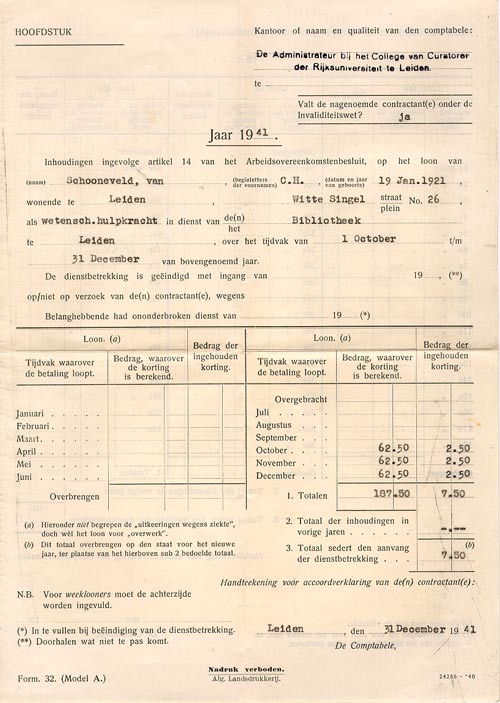 HOOFDSTUK
Kantoor of naam en qualiteit van den comptabele:
De Administrateur bij het College van Curatoren
der Rijksuniversiteit te Leiden.
te
Valt de nagenoemde contractant(e) onder de
Invaliditeitswet? ja
Jaar 1941.
Inhoudingen ingevolge artikel 14 van het Arbeidsovereenkomstenbesluit, op het loon van
(naam) Schooneveld, van , (beginletters der voornamen) C.H. , (datum en jaar van geboorte) 19 Jan.1921 ,
wonende te Leiden , Witte Singel straat plein No. 26 ,
als wetensch.hulpkracht in dienst van de(n) het Bibliotheek
te Leiden , over het tijdvak van 1 October t/m
31 December van bovengenoemd jaar.
De dienstbetrekking is geëindigd met ingang van 19 , (**)
op/niet op verzoek van de(n) contractant(e), wegens
Belanghebbende had ononderbroken dienst van 19 (*)
Loon. (a) Bedrag der ingehouden korting. Loon. (a) Bedrag der ingehouden korting.
Tijdvak waarover de betaling loopt. Bedrag, waarover de korting is berekend. Tijdvak waarover de betaling loopt. Bedrag, waarover de korting is berekend.
Overgebracht
Januari . . . . . Juli . . . . .
Februari . . . . . Augustus . . . .
Maart. . . . . . September . . . .
April . . . . . . October . . . . 62.50 2.50
Mei . . . . . . November . . . . 62.50 2.50
Juni . . . . . . December . . . . 62.50 2.50
Overbrengen 1. Totalen 187.50 7.50
(a) Hieronder niet begrepen de „uitkeeringen wegens ziekte”,
doch wèl het loon voor „overwerk”.
(b) Dit totaal overbrengen op den staat voor het nieuwe
jaar, ter plaatse van het hierboven sub 2 bedoelde totaal.
2. Totaal der inhoudingen in
vorige jaren . . . . . . . -.--
3. Totaal sedert den aanvang (b)
der dienstbetrekking . . . 7.50
Handteekening voor accoordverklaring van de(n) contractant(e):
N.B. Voor weeklooners moet de achterzijde
worden ingevuld.
(*) In te vullen bij beëindiging van de dienstbetrekking.
(**) Doorhalen wat niet te pas komt.
Leiden , den 31 December 1941
De Comptabele,
Form. 32. (Model A.)
Nadruk verboden.
Alg. Landsdrukkerij.
24286 - '40